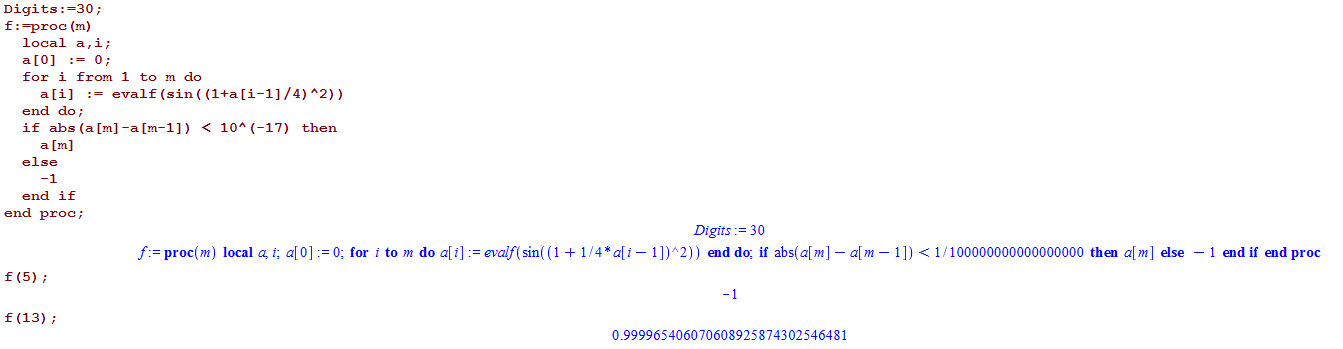 Digits:=30;
f:=proc(m)
  local a,i;
  a[0] := 0;
  for i from 1 to m do
    a[i] := evalf(sin((1+a[i-1]/4)^2))
  end do;
  if abs(a[m]-a[m-1]) < 10^(-17) then
    a[m]
  else
    -1
  end if
end proc;
Digits := 30
f := proc(m) local a, i; a[0] := 0; for i to m do a[i] := evalf(sin((1 + 1/4*a[i − 1])^2)) end do; if abs(a[m] − a[m − 1]) < 1/100000000000000000 then a[m] else −1 end if end proc
f(5);
−1
f(13);
0.999965406070608925874302546481